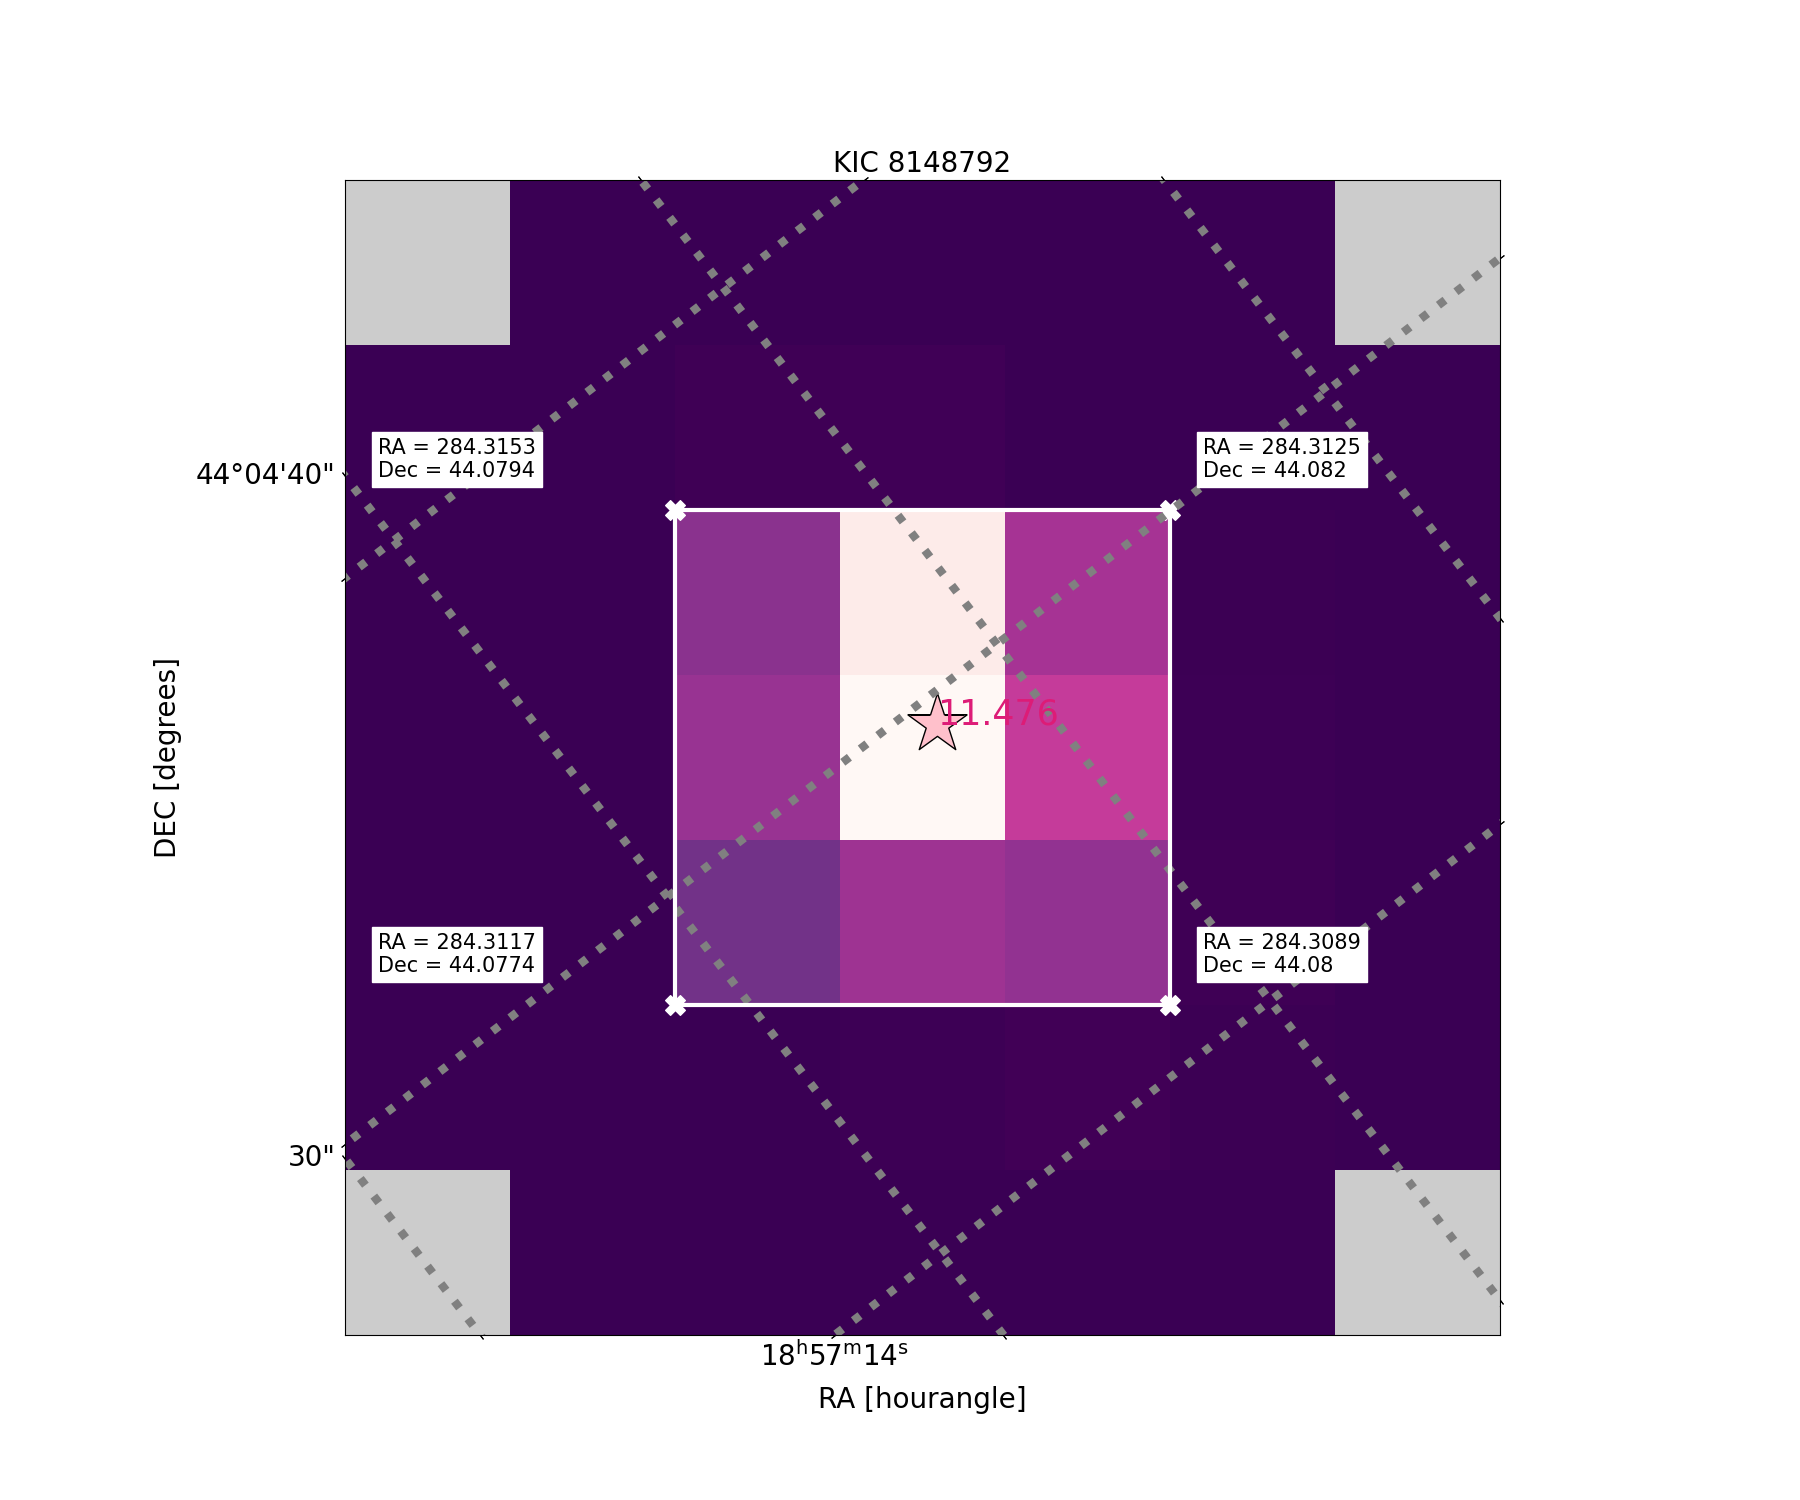 KIC 8148792
RA = 284.3153
Dec = 44.0794
RA = 284.3125
Dec = 44.082
44°04'40"
11.476
DEC [degrees]
RA = 284.3117
Dec = 44.0774
RA = 284.3089
Dec = 44.08
30"
18ʰ57ᵐ14ˢ
RA [hourangle]